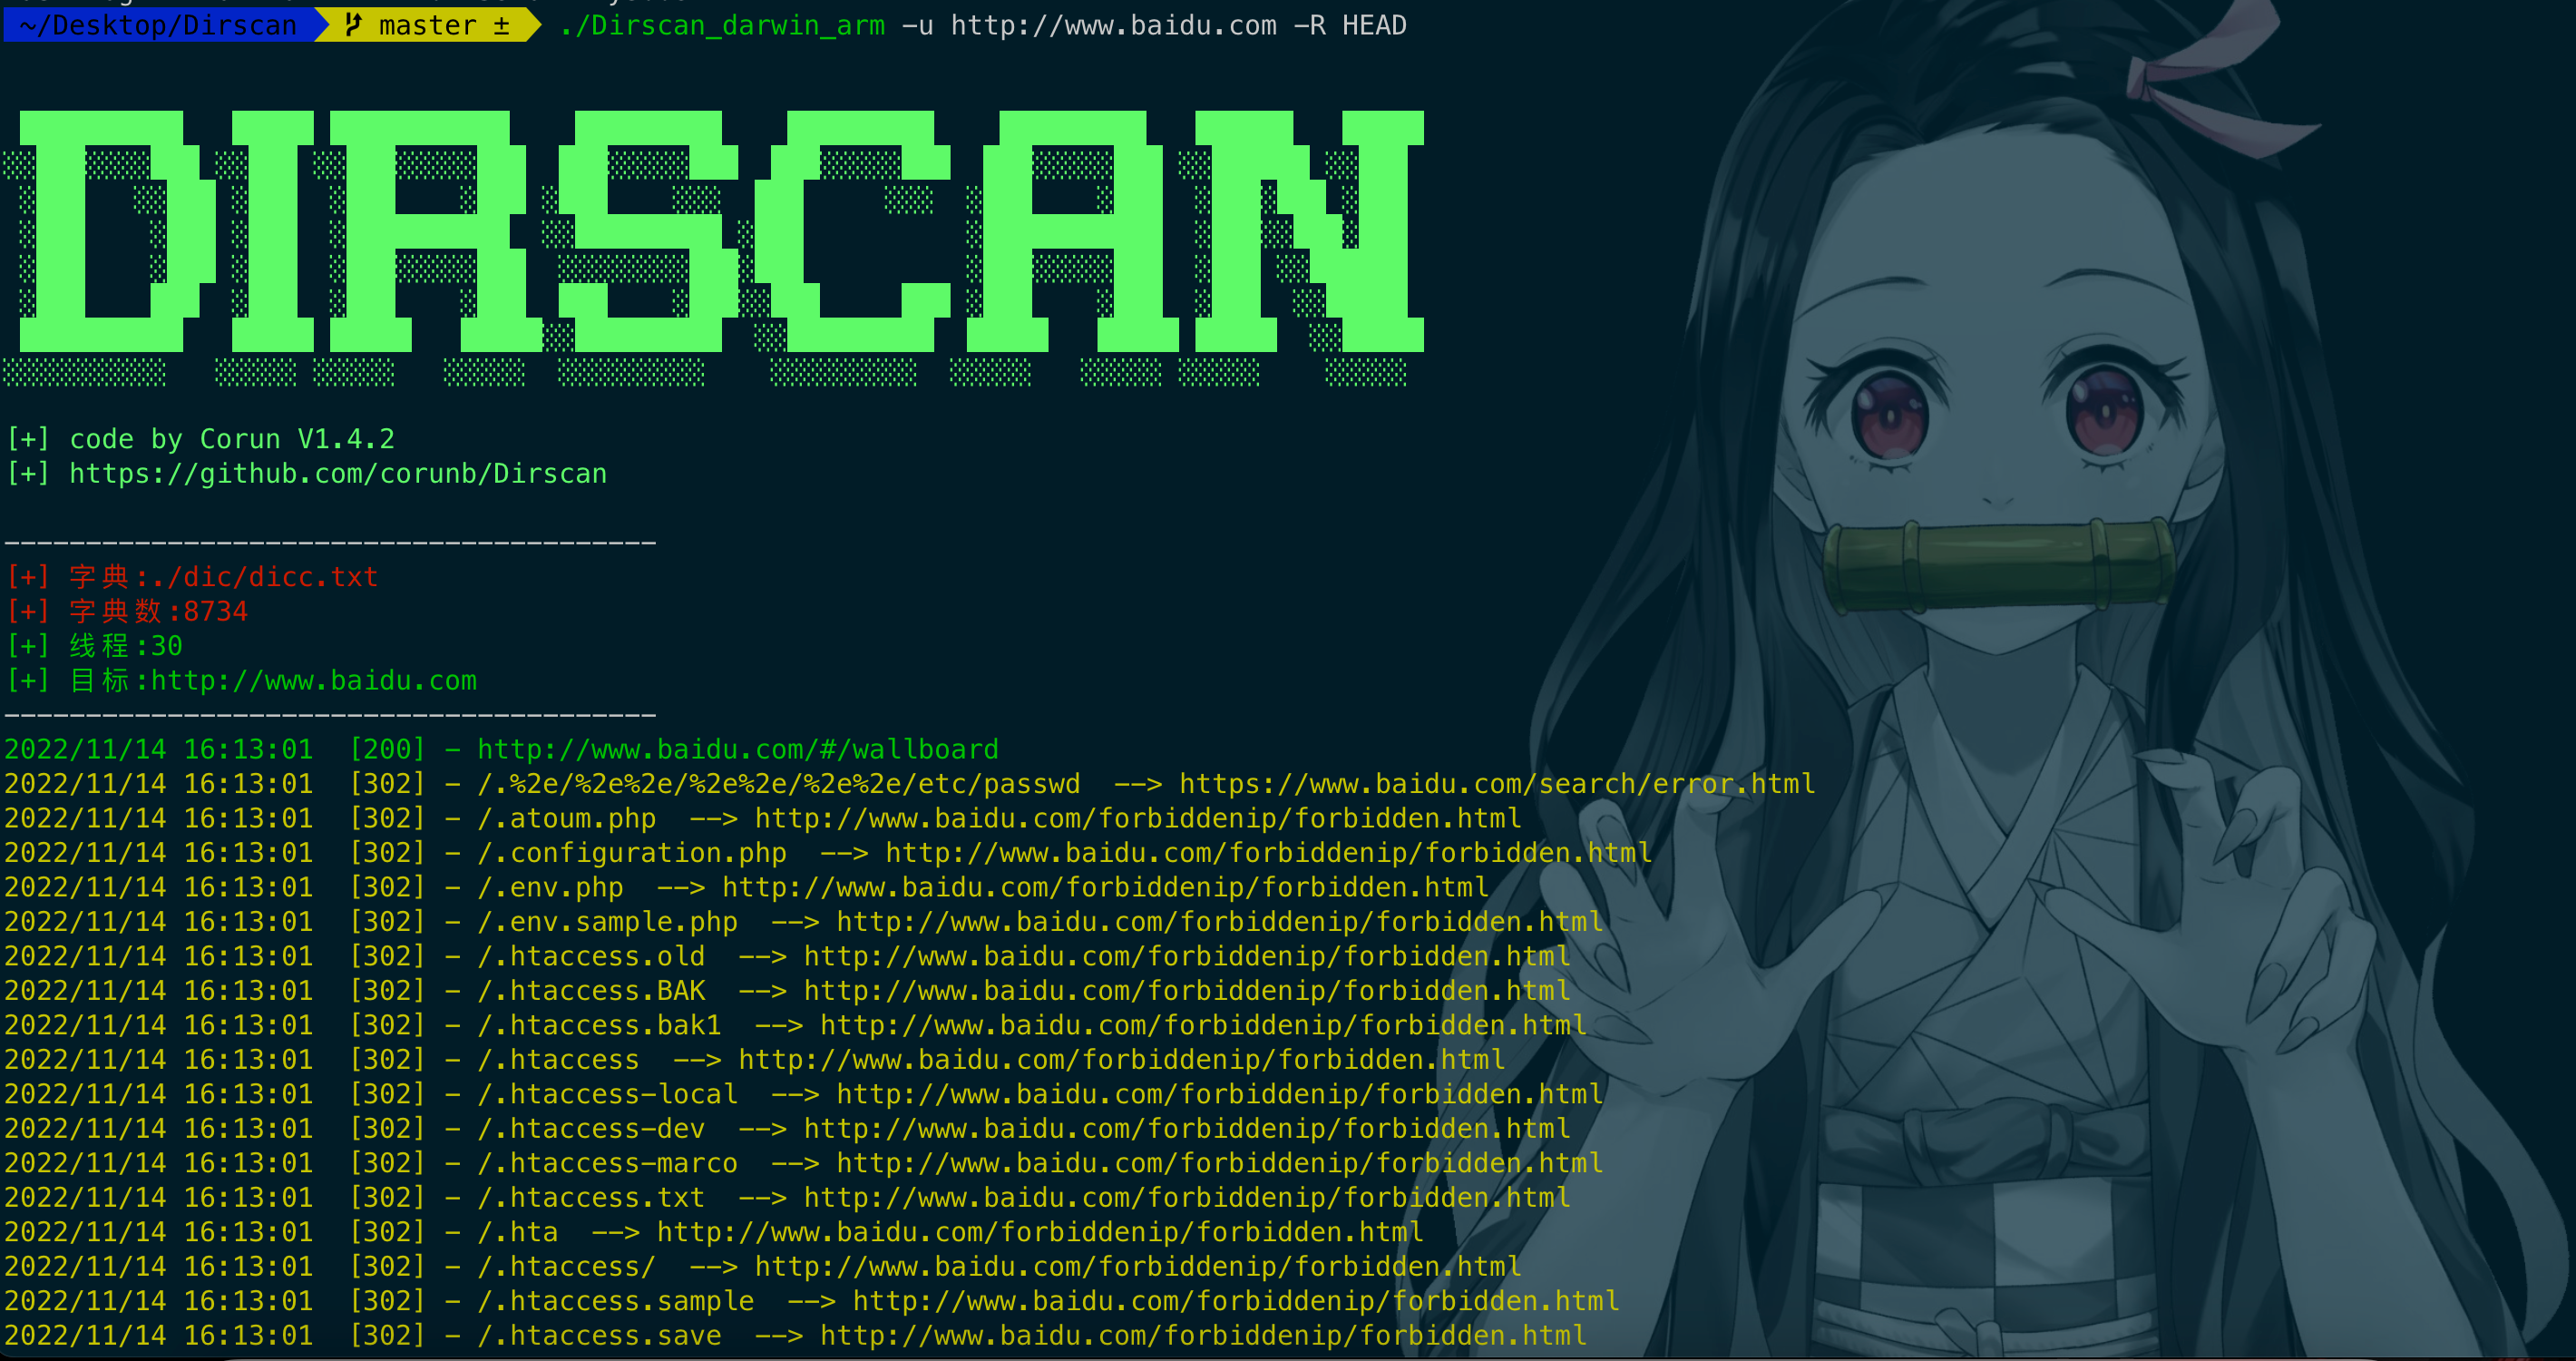 ~/Desktop/Dirscan master ± ./Dirscan_darwin_arm -u http://www.baidu.com -R HEAD
DIRSCAN
[+] code by Corun V1.4.2
[+] https://github.com/corunb/Dirscan
----------------------------------------
[+] 字典:./dic/dicc.txt
[+] 字典数:8734
[+] 线程:30
[+] 目标:http://www.baidu.com
----------------------------------------
2022/11/14 16:13:01 [200] - http://www.baidu.com/#/wallboard
2022/11/14 16:13:01 [302] - /.%2e/%2e%2e/%2e%2e/%2e%2e/etc/passwd --> https://www.baidu.com/search/error.html
2022/11/14 16:13:01 [302] - /.atoum.php --> http://www.baidu.com/forbiddenip/forbidden.html
2022/11/14 16:13:01 [302] - /.configuration.php --> http://www.baidu.com/forbiddenip/forbidden.html
2022/11/14 16:13:01 [302] - /.env.php --> http://www.baidu.com/forbiddenip/forbidden.html
2022/11/14 16:13:01 [302] - /.env.sample.php --> http://www.baidu.com/forbiddenip/forbidden.html
2022/11/14 16:13:01 [302] - /.htaccess.old --> http://www.baidu.com/forbiddenip/forbidden.html
2022/11/14 16:13:01 [302] - /.htaccess.BAK --> http://www.baidu.com/forbiddenip/forbidden.html
2022/11/14 16:13:01 [302] - /.htaccess.bak1 --> http://www.baidu.com/forbiddenip/forbidden.html
2022/11/14 16:13:01 [302] - /.htaccess --> http://www.baidu.com/forbiddenip/forbidden.html
2022/11/14 16:13:01 [302] - /.htaccess-local --> http://www.baidu.com/forbiddenip/forbidden.html
2022/11/14 16:13:01 [302] - /.htaccess-dev --> http://www.baidu.com/forbiddenip/forbidden.html
2022/11/14 16:13:01 [302] - /.htaccess-marco --> http://www.baidu.com/forbiddenip/forbidden.html
2022/11/14 16:13:01 [302] - /.htaccess.txt --> http://www.baidu.com/forbiddenip/forbidden.html
2022/11/14 16:13:01 [302] - /.hta --> http://www.baidu.com/forbiddenip/forbidden.html
2022/11/14 16:13:01 [302] - /.htaccess/ --> http://www.baidu.com/forbiddenip/forbidden.html
2022/11/14 16:13:01 [302] - /.htaccess.sample --> http://www.baidu.com/forbiddenip/forbidden.html
2022/11/14 16:13:01 [302] - /.htaccess.save --> http://www.baidu.com/forbiddenip/forbidden.html